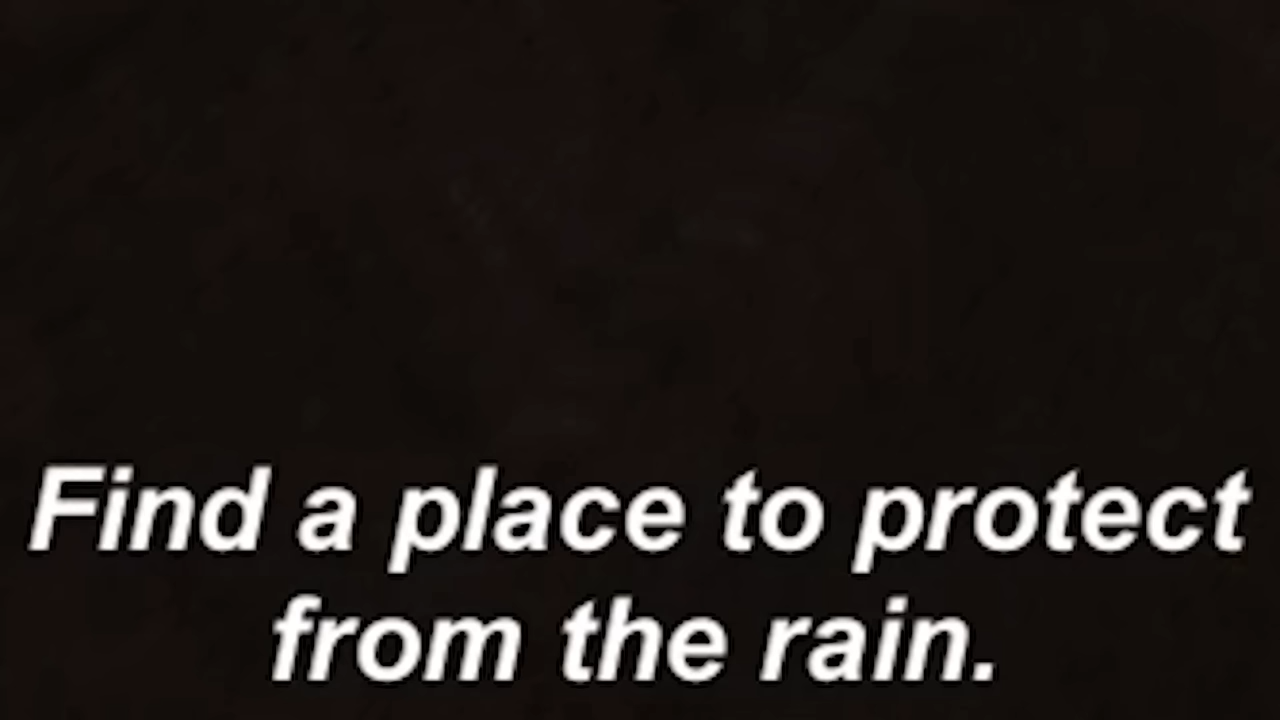 Find a place to protect
from the rain.